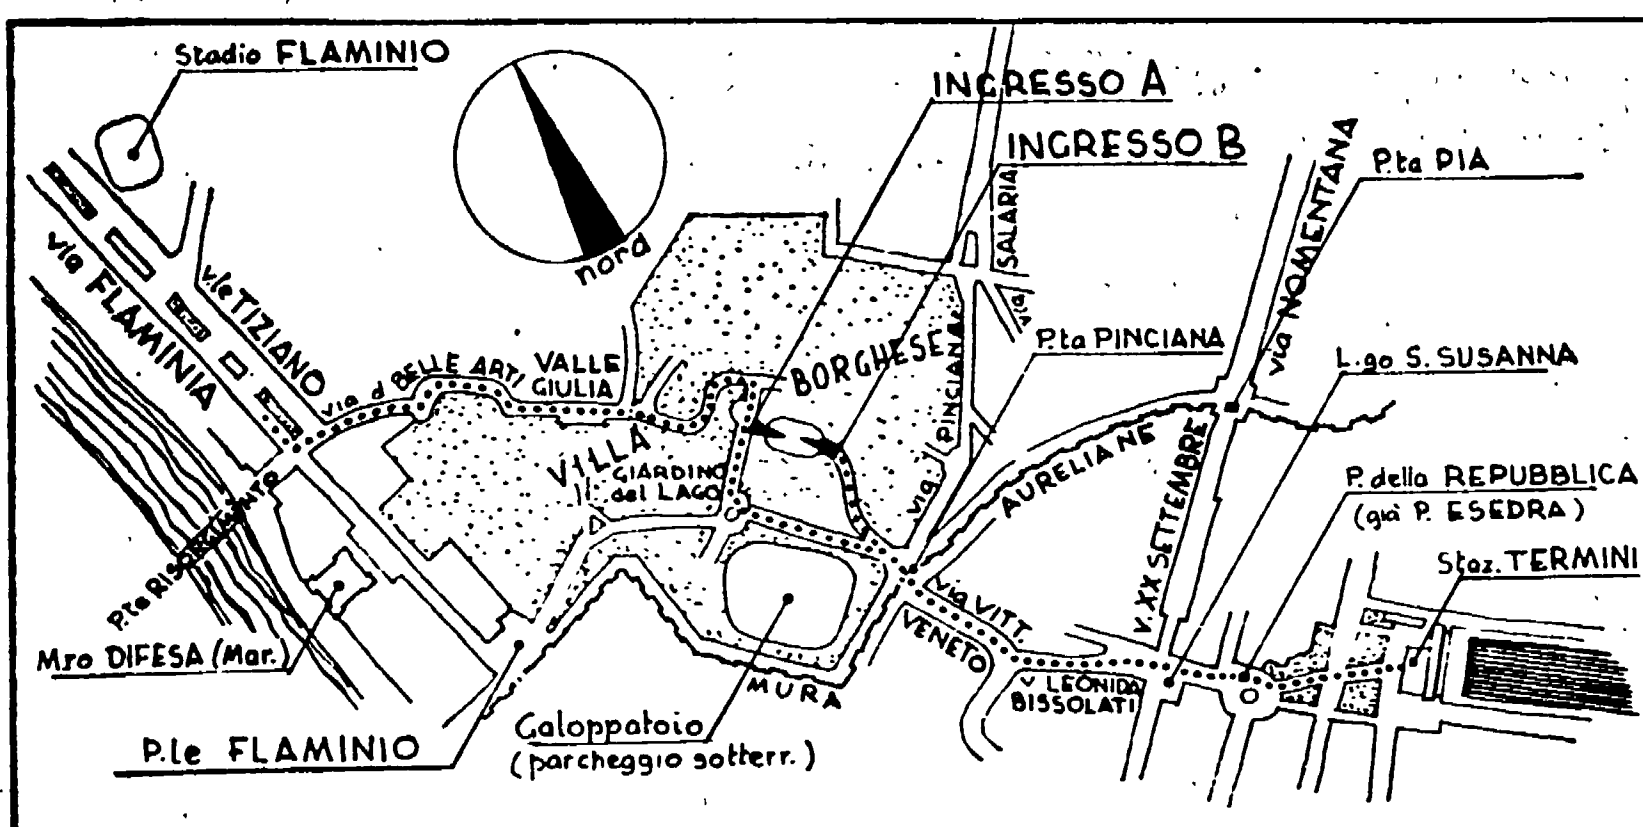 Stadio FLAMINIO
INGRESSO A
INGRESSO B
P.ta PIA
nord
SALARIA
via
via NOMENTANA
via FLAMINIA
v.le TIZIANO
P.ta PINCIANA
L.go S. SUSANNA
via d. BELLE ARTI
VALLE
GIULIA
VILLA BORGHESE
via PINCIANA
GIARDINO
del LAGO
AURELIANE
V. XX SETTEMBRE
P. della REPUBBLICA
(già P. ESEDRA)
Staz. TERMINI
P.te RISORGIMENTO
via VITT.
VENETO
M.ro DIFESA (Mar.)
MURA
v LEONIDA
BISSOLATI
P.le FLAMINIO
Galoppatoio
(parcheggio sotterr.)